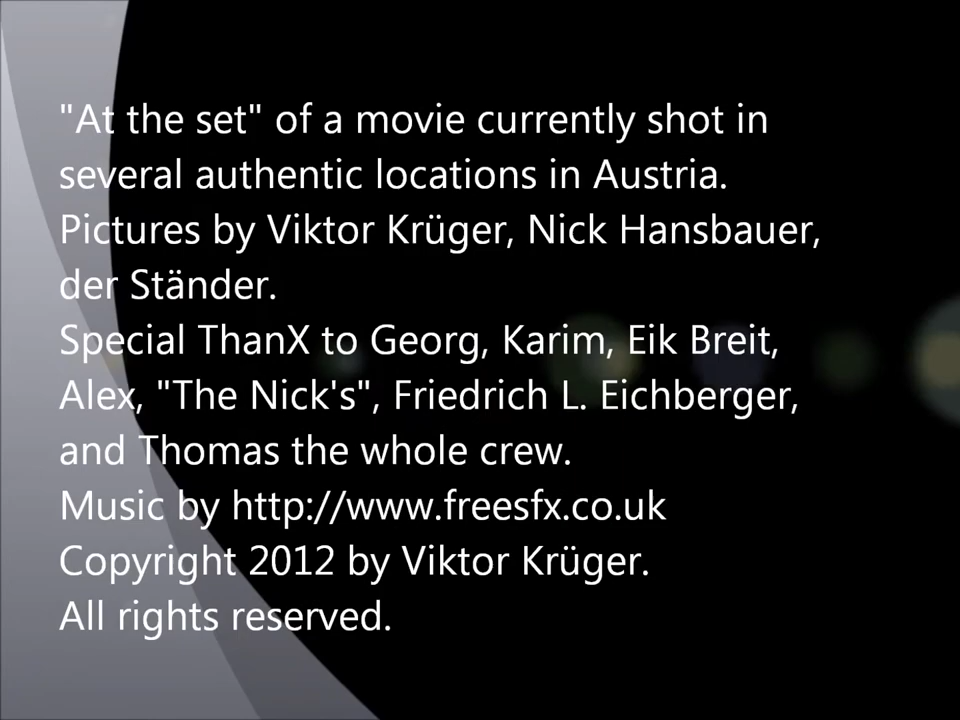 "At the set" of a movie currently shot in
several authentic locations in Austria.
Pictures by Viktor Krüger, Nick Hansbauer,
der Ständer.
Special ThanX to Georg, Karim, Eik Breit,
Alex, "The Nick's", Friedrich L. Eichberger,
and Thomas the whole crew.
Music by http://www.freesfx.co.uk
Copyright 2012 by Viktor Krüger.
All rights reserved.